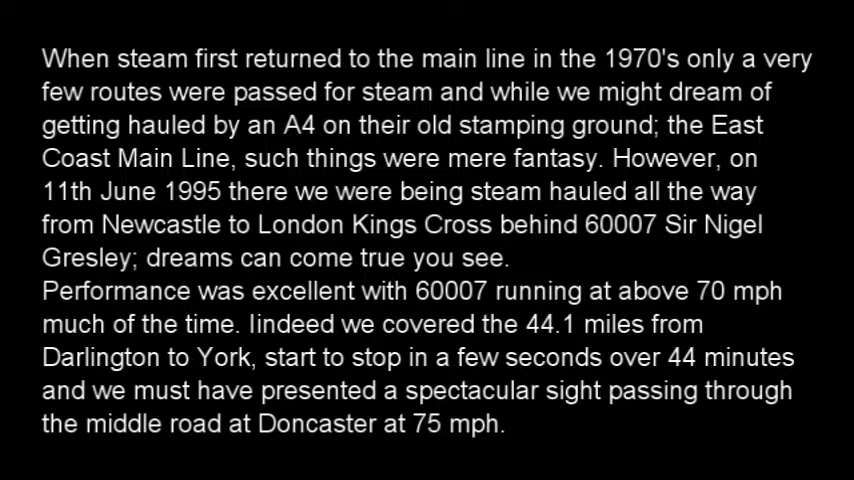 When steam first returned to the main line in the 1970's only a very
few routes were passed for steam and while we might dream of
getting hauled by an A4 on their old stamping ground; the East
Coast Main Line, such things were mere fantasy. However, on
11th June 1995 there we were being steam hauled all the way
from Newcastle to London Kings Cross behind 60007 Sir Nigel
Gresley; dreams can come true you see.
Performance was excellent with 60007 running at above 70 mph
much of the time. Iindeed we covered the 44.1 miles from
Darlington to York, start to stop in a few seconds over 44 minutes
and we must have presented a spectacular sight passing through
the middle road at Doncaster at 75 mph.